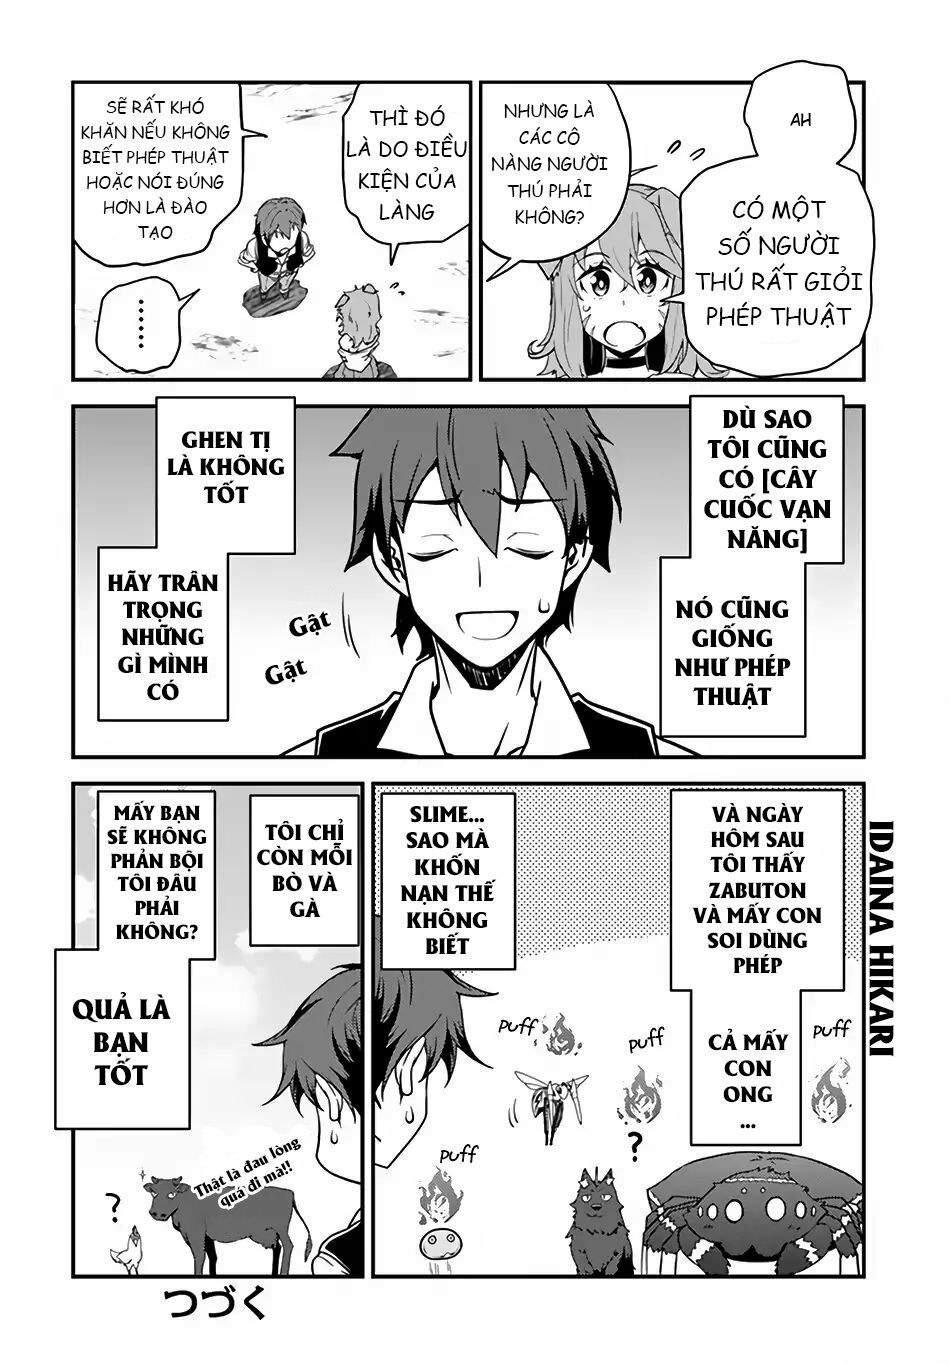 AH
CÓ MỘT
SỐ NGƯỜI
THÚ RẤT GIỎI
PHÉP THUẬT
NHƯNG LÀ
CÁC CÔ
NÀNG NGƯỜI
THÚ PHẢI
KHÔNG?
THÌ ĐÓ
LÀ DO ĐIỀU
KIỆN CỦA
LÀNG
SẼ RẤT KHÓ
KHĂN NẾU KHÔNG
BIẾT PHÉP THUẬT
HOẶC NÓI ĐÚNG
HƠN LÀ ĐÀO
TẠO
......
DÙ SAO
TÔI CŨNG
CÓ [CÂY
CUỐC VẠN
NĂNG]
NÓ CŨNG
GIỐNG
NHƯ PHÉP
THUẬT
GHEN TỊ
LÀ KHÔNG
TỐT
HÃY TRÂN
TRỌNG
NHỮNG
GÌ MÌNH
CÓ
Gật
Gật
VÀ NGÀY
HÔM SAU
TÔI THẤY
ZABUTON
VÀ MẤY CON
SOI DÙNG
PHÉP
CẢ MẤY
CON
ONG
...
SLIME...
SAO MÀ
KHỐN
NẠN THẾ
KHÔNG
BIẾT
puff
puff
puff
puff
?
TÔI CHỈ
CÒN MỖI
BÒ VÀ
GÀ
MẤY BẠN
SẼ KHÔNG
PHẢN BỘI
TÔI ĐÂU
PHẢI
KHÔNG?
QUẢ LÀ
BẠN
TỐT
Thật là đau lòng
quá đi mà!!
?
つづく
IDAINA HIKARI